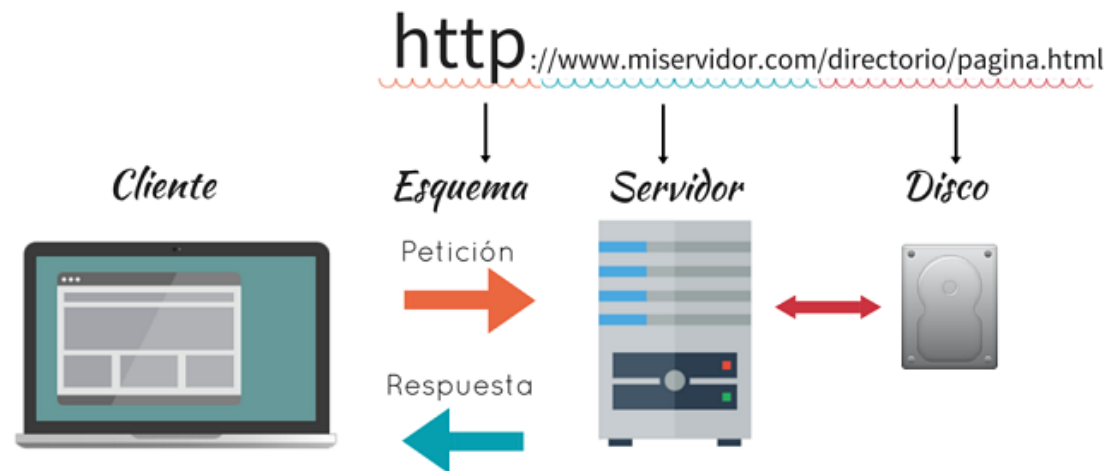 http://www.miservidor.com/directorio/pagina.html
Cliente
Esquema
Servidor
Disco
Petición
Respuesta